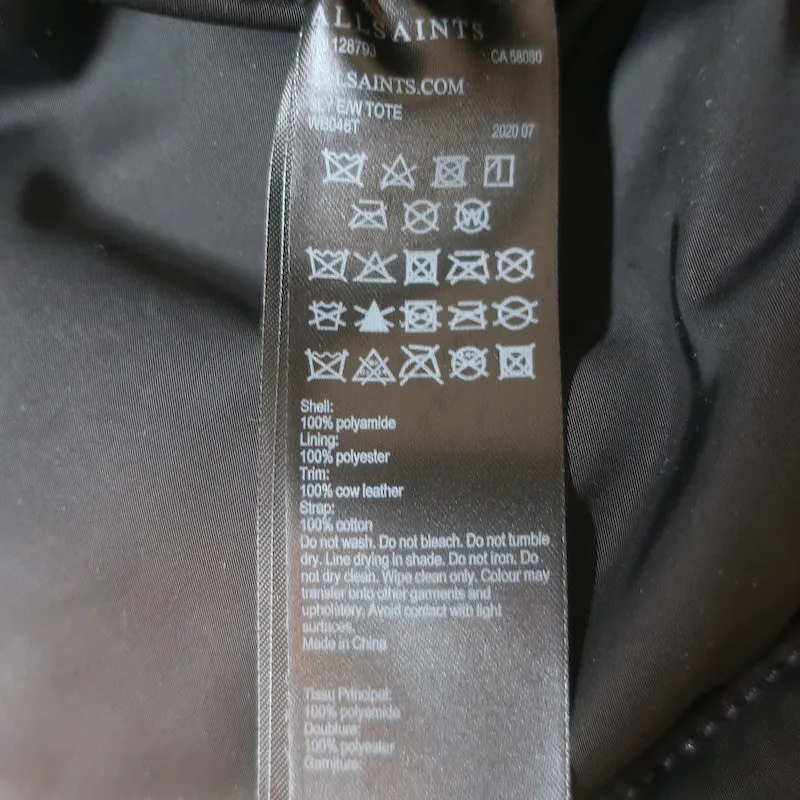 ALLSAINTS
128793 CA 58080
LSAINTS.COM
E/W TOTE
WB046T 2020 07
W
Shell:
100% polyamide
Lining:
100% polyester
Trim:
100% cow leather
Strap:
100% cotton
Do not wash. Do not bleach. Do not tumble
dry. Line drying in shade. Do not iron. Do
not dry clean. Wipe clean only. Colour may
transfer onto other garments and
upholstery. Avoid contact with light
surfaces.
Made in China
Tissu Principal:
100% polyamide
Doublure:
100% polyester
Garniture: